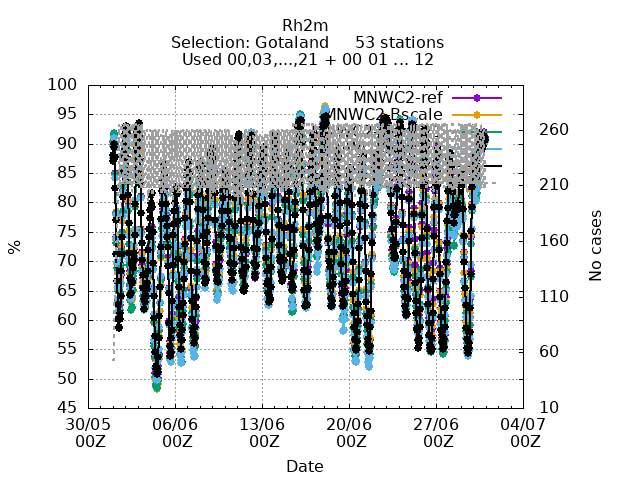 Rh2m
Selection: Gotaland 53 stations
Used 00,03,...,21 + 00 01 ... 12
100
95
90
85
80
75
70
65
60
55
50
45
%
MNWC2-ref
MNWC2-Bscale
260
210
160
110
60
10
No cases
30/05 06/06 13/06 20/06 27/06 04/07
00Z 00Z 00Z 00Z 00Z 00Z
Date